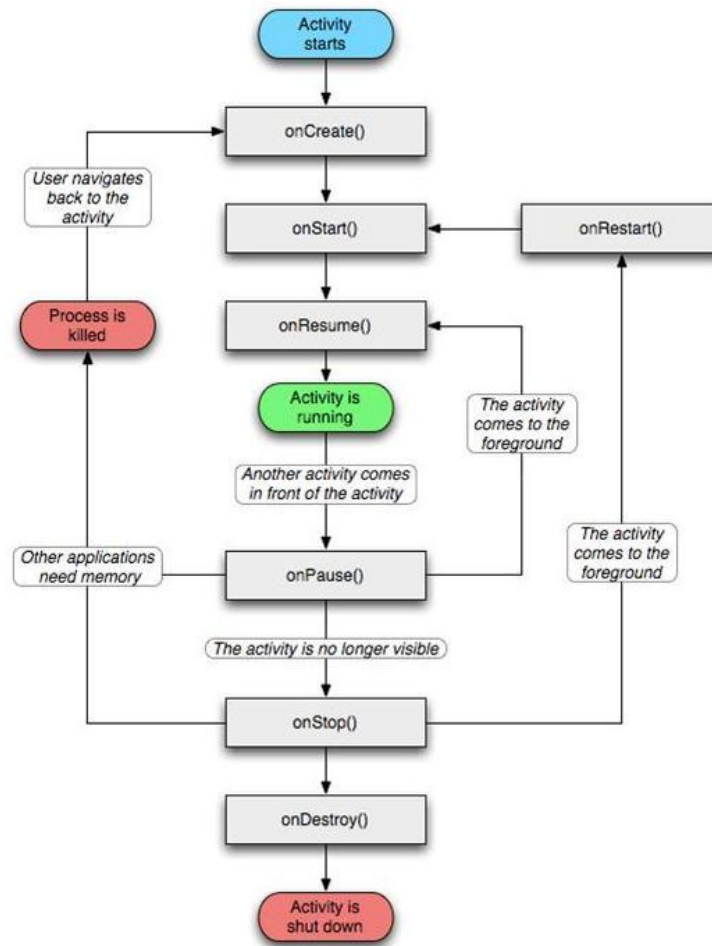 Activity
starts
onCreate()
User navigates
back to the
activity
onStart()
onRestart()
Process is
killed
onResume()
Activity is
running
The activity
comes to the
foreground
Another activity comes
in front of the activity
Other applications
need memory
onPause()
The activity
comes to the
foreground
The activity is no longer visible
onStop()
onDestroy()
Activity is
shut down